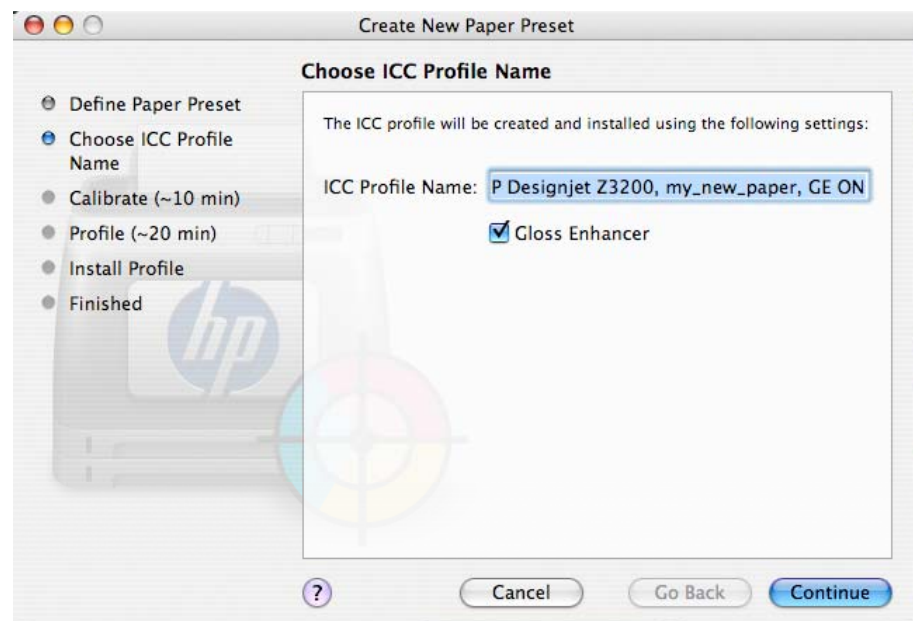 Create New Paper Preset
Choose ICC Profile Name
Define Paper Preset
Choose ICC Profile
Name
Calibrate (~10 min)
Profile (~20 min)
Install Profile
Finished
The ICC profile will be created and installed using the following settings:
ICC Profile Name: P Designjet Z3200, my_new_paper, GE ON
Gloss Enhancer
hp
? Cancel Go Back Continue